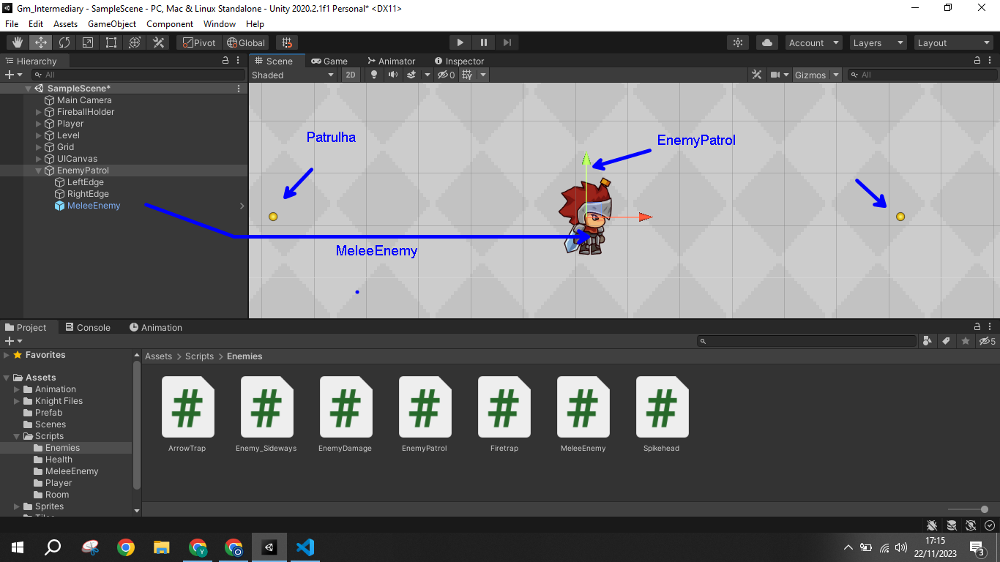 Gm_Intermediary - SampleScene - PC, Mac & Linux Standalone - Unity 2020.2.1f1 Personal* <DX11>
File Edit Assets GameObject Component Window Help
Pivot Global Account Layers Layout
Hierarchy
All
SampleScene*
Main Camera
FireballHolder
Player
Level
Grid
UICanvas
EnemyPatrol
LeftEdge
RightEdge
MeleeEnemy
Scene Game Animator Inspector
Shaded 2D 0 Gizmos All
Patrulha
EnemyPatrol
MeleeEnemy
Project Console Animation
5
Favorites
Assets
Animation
Knight Files
Prefab
Scenes
Scripts
Enemies
Health
MeleeEnemy
Player
Room
Sprites
Assets > Scripts > Enemies
ArrowTrap Enemy_Sideways EnemyDamage EnemyPatrol Firetrap MeleeEnemy Spikehead
17:15
22/11/2023
3